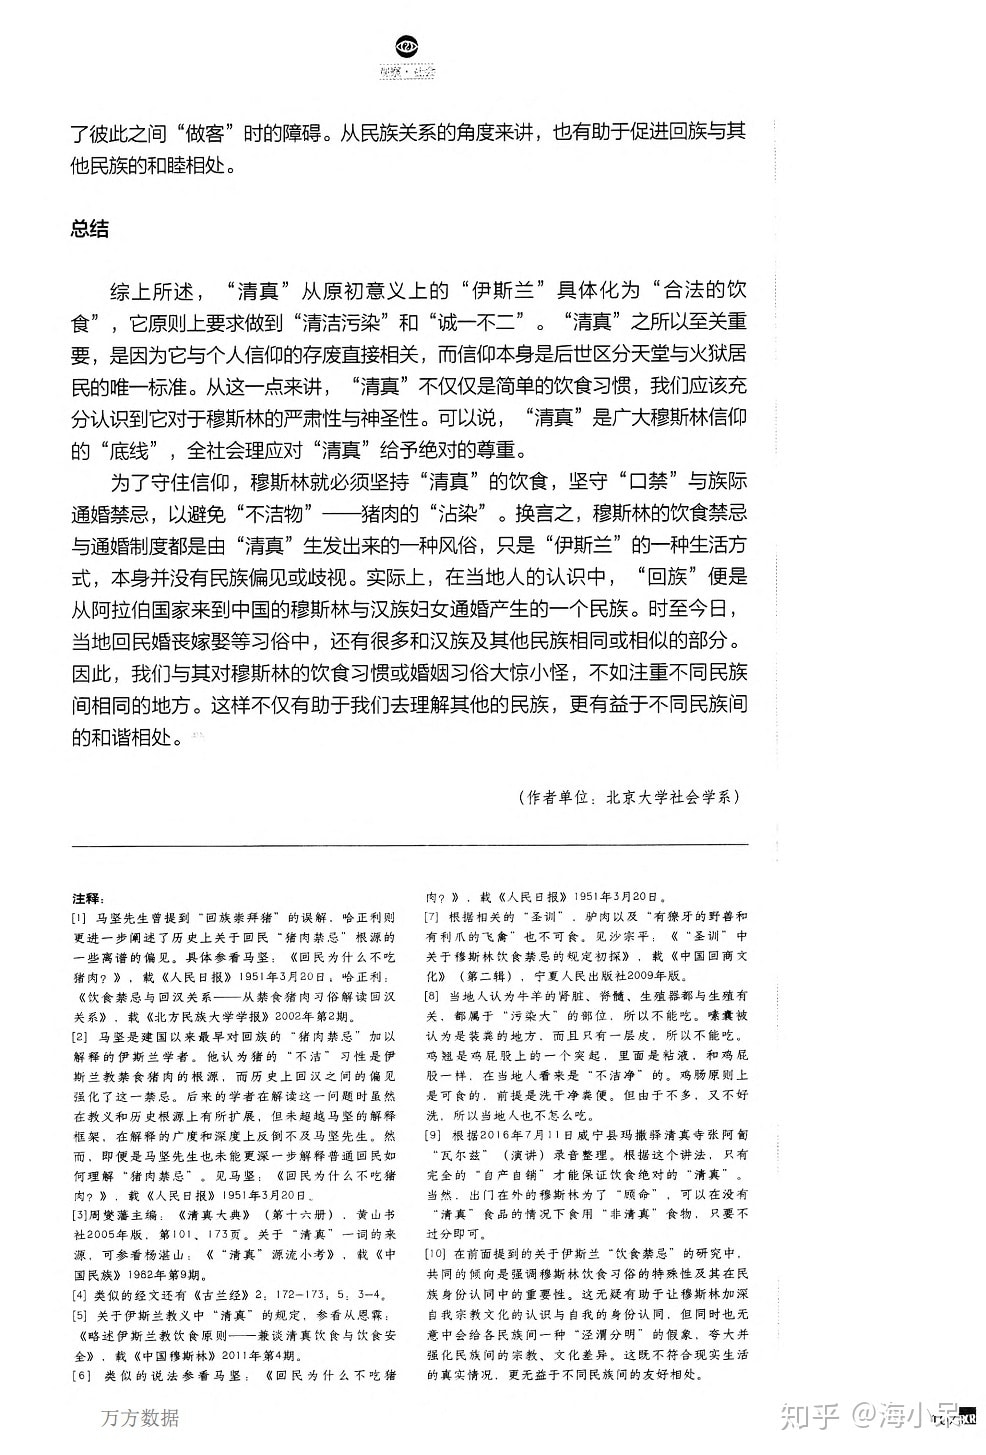 观察·社会
了彼此之间“做客”时的障碍。从民族关系的角度来讲，也有助于促进回族与其
他民族的和睦相处。
总结
综上所述，“清真”从原初意义上的“伊斯兰”具体化为“合法的饮
食”，它原则上要求做到“清洁污染”和“诚一不二”。“清真”之所以至关重
要，是因为它与个人信仰的存废直接相关，而信仰本身是后世区分天堂与火狱居
民的唯一标准。从这一点来讲，“清真”不仅仅是简单的饮食习惯，我们应该充
分认识到它对于穆斯林的严肃性与神圣性。可以说，“清真”是广大穆斯林信仰
的“底线”，全社会理应对“清真”给予绝对的尊重。
为了守住信仰，穆斯林就必须坚持“清真”的饮食，坚守“口禁”与族际
通婚禁忌，以避免“不洁物”——猪肉的“沾染”。换言之，穆斯林的饮食禁忌
与通婚制度都是由“清真”生发出来的一种风俗，只是“伊斯兰”的一种生活方
式，本身并没有民族偏见或歧视。实际上，在当地人的认识中，“回族”便是
从阿拉伯国家来到中国的穆斯林与汉族妇女通婚产生的一个民族。时至今日，
当地回民婚丧嫁娶等习俗中，还有很多和汉族及其他民族相同或相似的部分。
因此，我们与其对穆斯林的饮食习惯或婚姻习俗大惊小怪，不如注重不同民族
间相同的地方。这样不仅有助于我们去理解其他的民族，更有益于不同民族间
的和谐相处。
（作者单位：北京大学社会学系）
注释：
[1] 马坚先生曾提到“回族崇拜猪”的误解，哈正利则
更进一步阐述了历史上关于回民“猪肉禁忌”根源的
一些离谱的偏见。具体参看马坚：《回民为什么不吃
猪肉？》，载《人民日报》1951年3月20日；哈正利：
《饮食禁忌与回汉关系——从禁食猪肉习俗解读回汉
关系》，载《北方民族大学学报》2002年第2期。
[2] 马坚是建国以来最早对回族的“猪肉禁忌”加以
解释的伊斯兰学者。他认为猪的“不洁”习性是伊
斯兰教禁食猪肉的根源，而历史上回汉之间的偏见
强化了这一禁忌。后来的学者在解读这一问题时虽然
在教义和历史根源上有所扩展，但未超越马坚的解释
框架，在解释的广度和深度上反倒不及马坚先生。然
而，即便是马坚先生也未能更深一步解释普通回民如
何理解“猪肉禁忌”。见马坚：《回民为什么不吃猪
肉？》，载《人民日报》1951年3月20日。
[3]周燮藩主编：《清真大典》（第十六册），黄山书
社2005年版，第101、173页。关于“清真”一词的来
源，可参看杨湛山：《“清真”源流小考》，载《中
国民族》1982年第9期。
[4] 类似的经文还有《古兰经》2：172-173；5：3-4。
[5] 关于伊斯兰教义中“清真”的规定，参看从恩霖：
《略述伊斯兰教饮食原则——兼谈清真饮食与饮食安
全》，载《中国穆斯林》2011年第4期。
[6] 类似的说法参看马坚：《回民为什么不吃猪
肉？》，载《人民日报》1951年3月20日。
[7] 根据相关的“圣训”，驴肉以及“有獠牙的野兽和
有利爪的飞禽”也不可食。见沙宗平：《“圣训”中
关于穆斯林饮食禁忌的规定初探》，载《中国回商文
化》（第二辑），宁夏人民出版社2009年版。
[8] 当地人认为牛羊的肾脏、脊髓、生殖器都与生殖有
关，都属于“污染大”的部位，所以不能吃。嗉囊被
认为是装粪的地方，而且只有一层皮，所以不能吃。
鸡翘是鸡屁股上的一个突起，里面是粘液，和鸡屁
股一样，在当地人看来是“不洁净”的。鸡肠原则上
是可食的，前提是洗干净粪便。但由于不多，又不好
洗，所以当地人也不怎么吃。
[9] 根据2016年7月11日威宁县玛撒驿清真寺张阿訇
“瓦尔兹”（演讲）录音整理。根据这个讲法，只有
完全的“自产自销”才能保证饮食绝对的“清真”。
当然，出门在外的穆斯林为了“顾命”，可以在没有
“清真”食品的情况下食用“非清真”食物，只要不
过分即可。
[10] 在前面提到的关于伊斯兰“饮食禁忌”的研究中，
共同的倾向是强调穆斯林饮食习俗的特殊性及其在民
族身份认同中的重要性。这无疑有助于让穆斯林加深
自我宗教文化的认识与自我的身份认同，但同时也无
意中会给各民族间一种“泾渭分明”的假象，夸大并
强化民族间的宗教、文化差异。这既不符合现实生活
的真实情况，更无益于不同民族间的友好相处。
万方数据
知乎 @海小呆